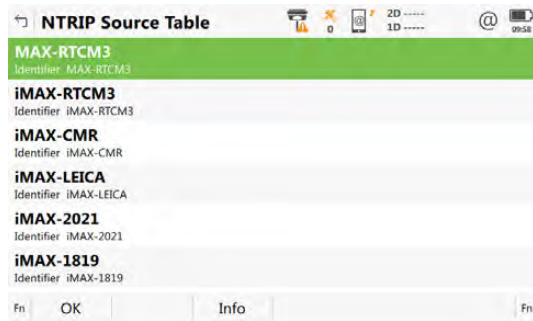 NTRIP Source Table
0
@
2D -----
1D -----
@
09:58
MAX-RTCM3
Identifier MAX-RTCM3
iMAX-RTCM3
Identifier iMAX-RTCM3
iMAX-CMR
Identifier iMAX-CMR
iMAX-LEICA
Identifier iMAX-LEICA
iMAX-2021
Identifier iMAX-2021
iMAX-1819
Identifier iMAX-1819
Fn OK Info Fn